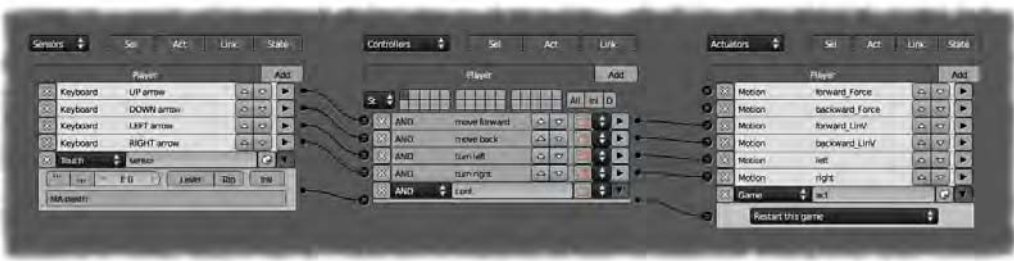 Sensors Sel Act Link State
Player Add
Keyboard UP arrow
Keyboard DOWN arrow
Keyboard LEFT arrow
Keyboard RIGHT arrow
Touch sensor
Level Tap Inv
Controllers Sel Act Link
Player Add
St All Ini D
AND move forward
AND move back
AND turn left
AND turn right
AND cont
Actuators Sel Act Link State
Player Add
Motion forward_Force
Motion backward_Force
Motion forward_LinV
Motion backward_LinV
Motion left
Motion right
Game act
Restart this game